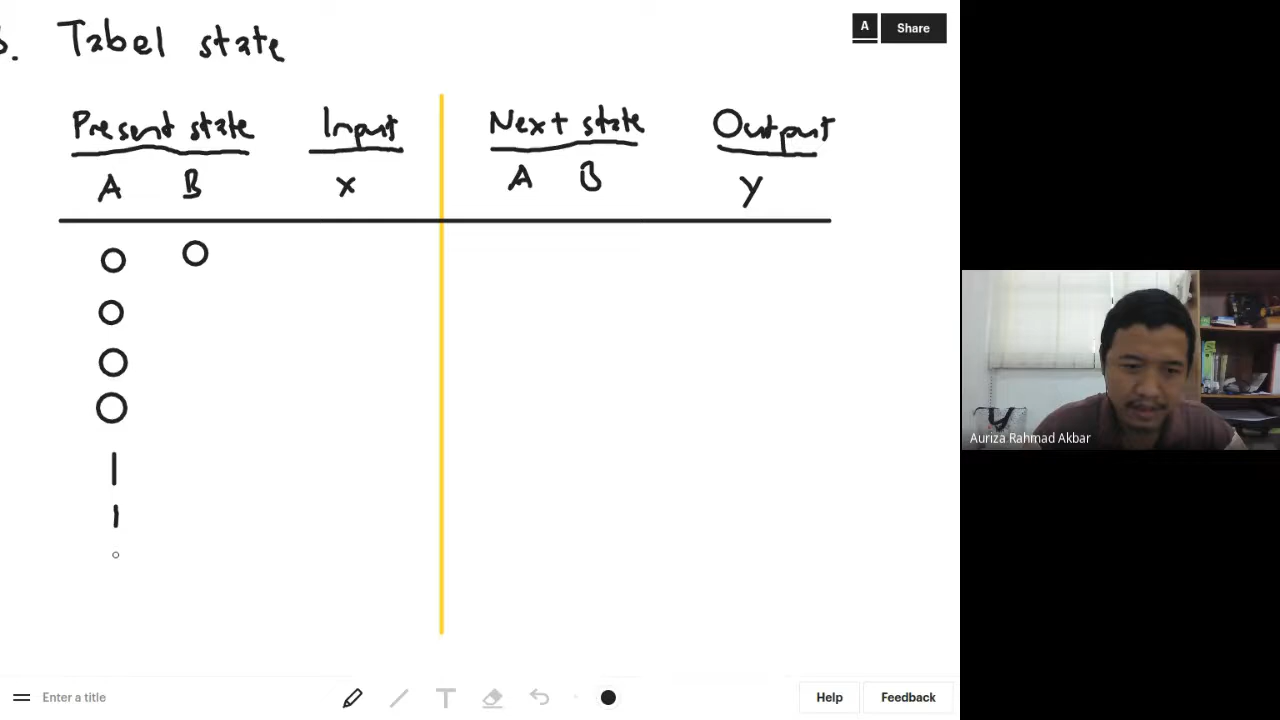 3. Tabel state
A Share
Present state Input Next state Output
A B x A B y
0 0
0
0
0
1
1
Auriza Rahmad Akbar
Enter a title T Help Feedback